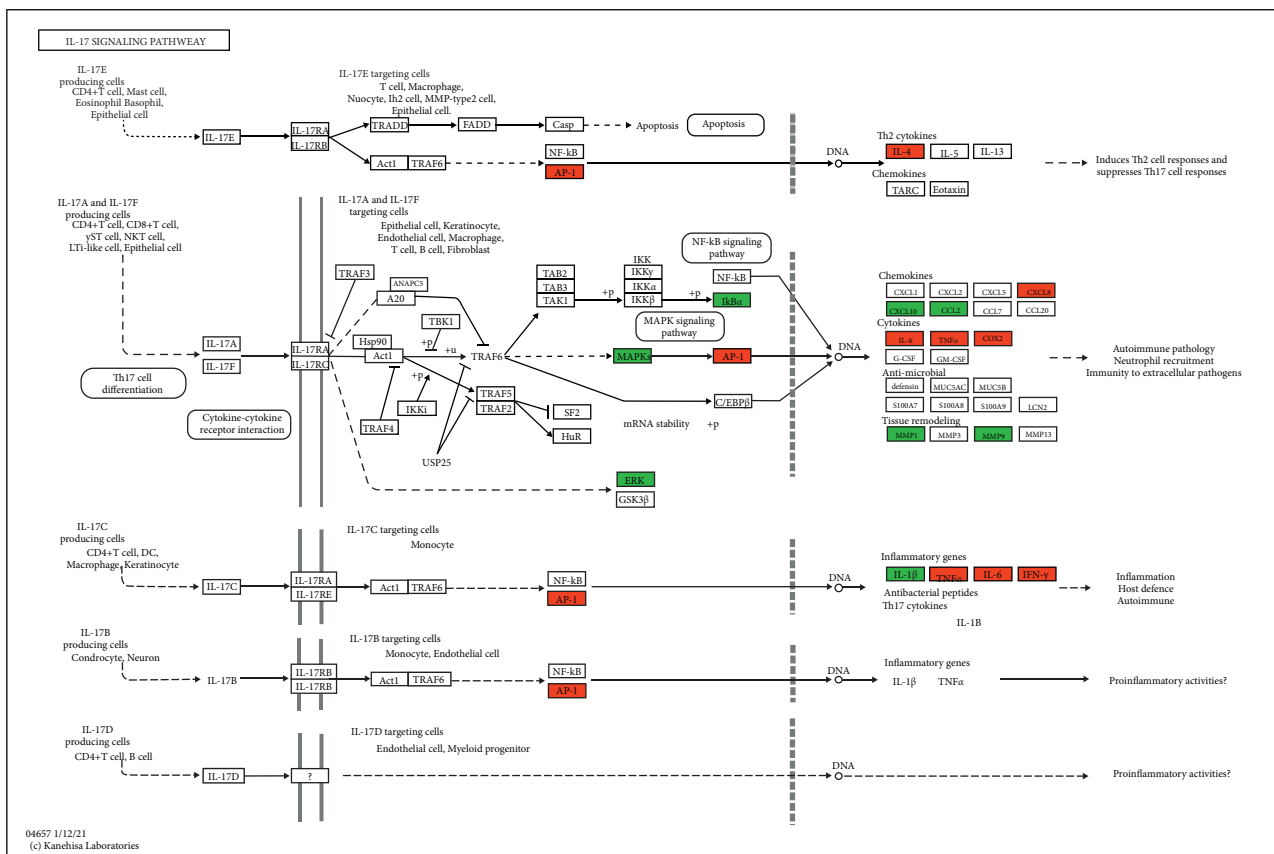 IL-17 SIGNALING PATHWEAY
IL-17E
producing cells
CD4+T cell, Mast cell,
Eosinophil Basophil,
Epithelial cell
IL-17E
IL-17RA
IL-17RB
IL-17E targeting cells
T cell, Macrophage,
Nuocyte, Ih2 cell, MMP-type2 cell,
Epithelial cell.
TRADD
FADD
Casp
Apoptosis
Apoptosis
Act1
TRAF6
NF-kB
AP-1
DNA
Th2 cytokines
IL-4
IL-5
IL-13
Chemokines
TARC
Eotaxin
Induces Th2 cell responses and
suppresses Th17 cell responses
IL-17A and IL-17F
producing cells
CD4+T cell, CD8+T cell,
yST cell, NKT cell,
LTi-like cell, Epithelial cell
IL-17A
IL-17F
Th17 cell
differentiation
Cytokine-cytokine
receptor interaction
IL-17RA
IL-17RC
IL-17A and IL-17F
targeting cells
Epithelial cell, Keratinocyte,
Endothelial cell, Macrophage,
T cell, B cell, Fibroblast
TRAF3
ANAPC5
A20
TBK1
Hsp90
Act1
+p
+u
TRAF6
+p
IKKi
TRAF4
TRAF5
TRAF2
SF2
HuR
USP25
TAB2
TAB3
TAK1
+p
IKK
IKKy
IKKα
IKKβ
+p
NF-kB signaling
pathway
NF-kB
IkBα
MAPK signaling
pathway
MAPKs
AP-1
C/EBPβ
mRNA stability
+p
ERK
GSK3β
DNA
Chemokines
CXCL1
CXCL2
CXCL5
CXCL8
CXCL10
CCL2
CCL7
CCL20
Cytokines
IL-6
TNFα
COX2
G-CSF
GM-CSF
Anti-microbial
defensin
MUC5AC
MUC5B
S100A7
S100A8
S100A9
LCN2
Tissue remodeling
MMP1
MMP3
MMP9
MMP13
Autoimmune pathology
Neutrophil recruitment
Immunity to extracellular pathogens
IL-17C
producing cells
CD4+T cell, DC,
Macrophage, Keratinocyte
IL-17C
IL-17RA
IL-17RE
IL-17C targeting cells
Monocyte
Act1
TRAF6
NF-kB
AP-1
DNA
Inflammatory genes
IL-1β
TNFα
IL-6
IFN-γ
Antibacterial peptides
Th17 cytokines
IL-1B
Inflammation
Host defence
Autoimmune
IL-17B
producing cells
Condrocyte, Neuron
IL-17B
IL-17RB
IL-17RB
IL-17B targeting cells
Monocyte, Endothelial cell
Act1
TRAF6
NF-kB
AP-1
DNA
Inflammatory genes
IL-1β
TNFα
Proinflammatory activities?
IL-17D
producing cells
CD4+T cell, B cell
IL-17D
?
IL-17D targeting cells
Endothelial cell, Myeloid progenitor
DNA
Proinflammatory activities?
04657 1/12/21
(c) Kanehisa Laboratories